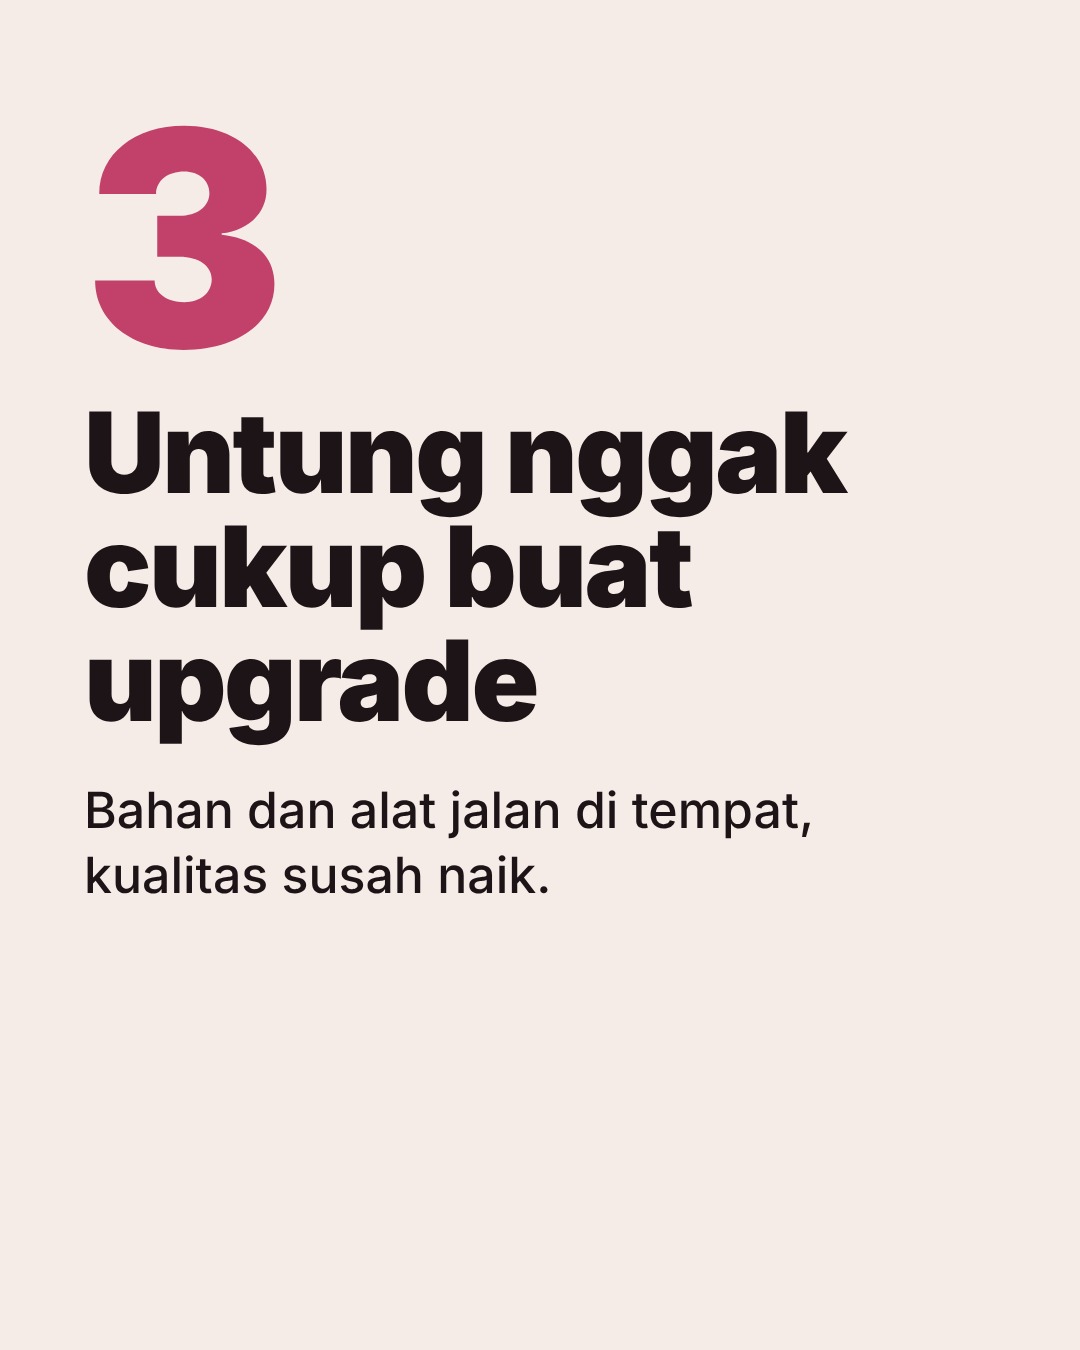 3
Untung nggak
cukup buat
upgrade
Bahan dan alat jalan di tempat,
kualitas susah naik.